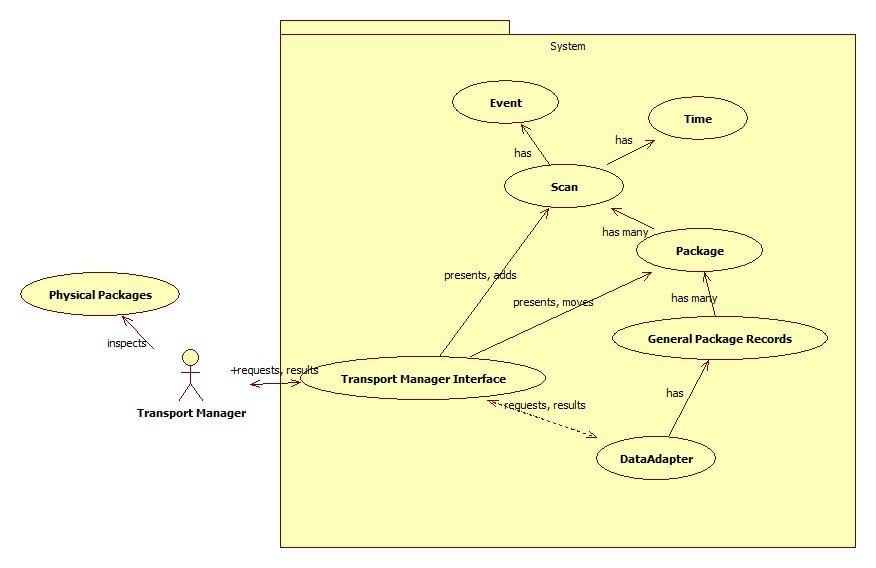 System
Event
Time
has
has
Scan
has many
Package
presents, adds
Physical Packages
presents, moves
has many
inspects
General Package Records
+requests, results
Transport Manager Interface
has
requests, results
Transport Manager
DataAdapter